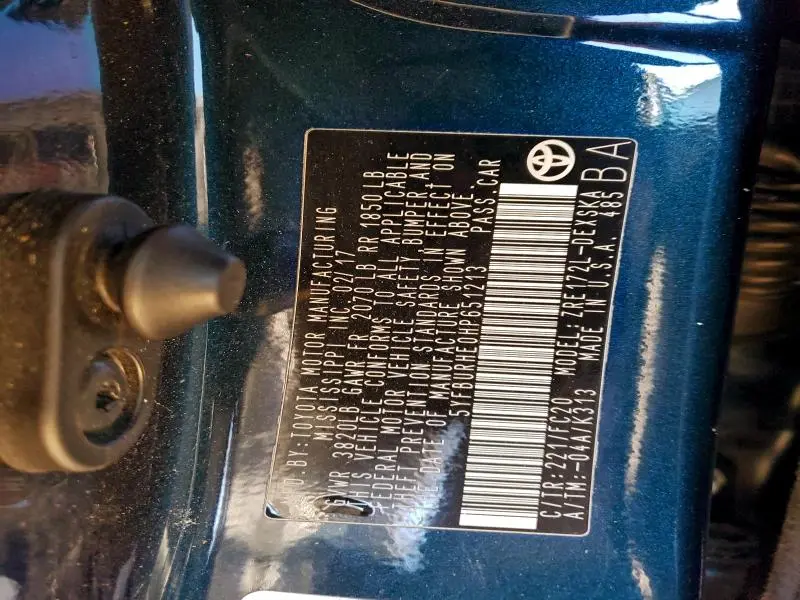 MFD.BY:TOYOTA MOTOR MANUFACTURING
MISSISSIPPI, INC. 02/17
GVWR 3820LB GAWR FR 2070LB RR 1850LB
THIS VEHICLE CONFORMS TO ALL APPLICABLE
FEDERAL MOTOR VEHICLE SAFETY, BUMPER AND
THEFT PREVENTION STANDARDS IN EFFECT ON
THE DATE OF MANUFACTURE SHOWN ABOVE.
5YFBURHE0HP651213 PASS.CAR
C/TR:221/FC20 MODEL:ZRE172L-DEXSKA
A/TM:-04A/K313 MADE IN U.S.A. 485
BA